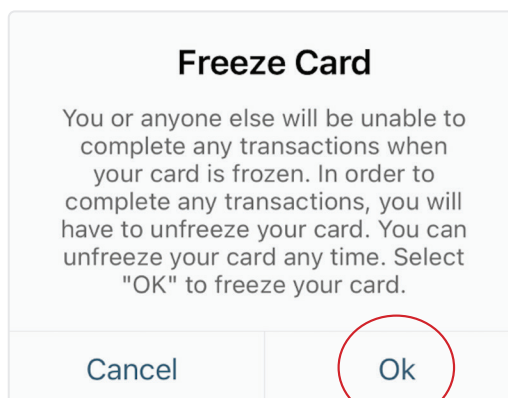 Freeze Card
You or anyone else will be unable to
complete any transactions when
your card is frozen. In order to
complete any transactions, you will
have to unfreeze your card. You can
unfreeze your card any time. Select
"OK" to freeze your card.
Cancel Ok